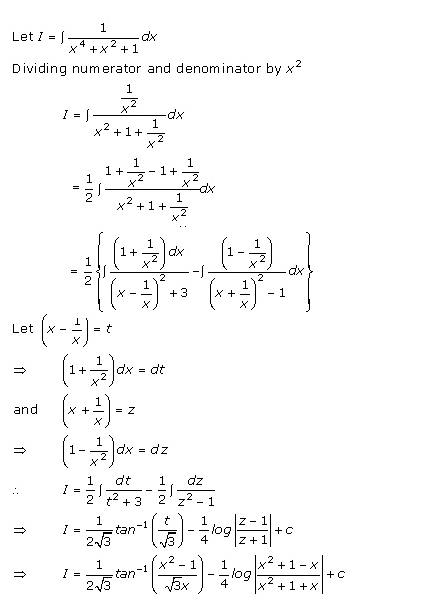 Let I = ∫ 1/(x⁴+x²+1) dx
Dividing numerator and denominator by x²
I = ∫ (1/x²)/(x²+1+1/x²) dx
= 1/2 ∫ (1+1/x²−1+1/x²)/(x²+1+1/x²) dx
= 1/2 {∫ (1+1/x²)dx/((x−1/x)²+3) − ∫ (1−1/x²)/((x+1/x)²−1) dx}
Let (x−1/x) = t
⇒ (1+1/x²)dx = dt
and (x+1/x) = z
⇒ (1−1/x²)dx = dz
∴ I = 1/2 ∫ dt/(t²+3) − 1/2 ∫ dz/(z²−1)
⇒ I = 1/(2√3) tan⁻¹(t/√3) − 1/4 log|(z−1)/(z+1)| + c
⇒ I = 1/(2√3) tan⁻¹((x²−1)/(√3x)) − 1/4 log|(x²+1−x)/(x²+1+x)| + c